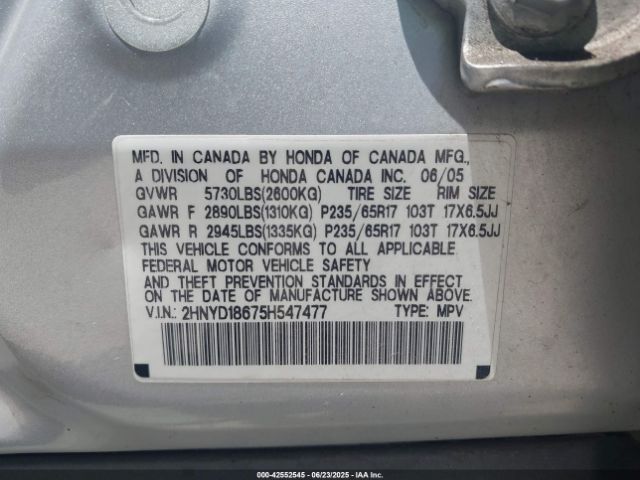 MFD. IN CANADA BY HONDA OF CANADA MFG.,
A DIVISION OF HONDA CANADA INC. 06/05
GVWR 5730LBS(2600KG) TIRE SIZE RIM SIZE
GAWR F 2890LBS(1310KG) P235/65R17 103T 17X6.5JJ
GAWR R 2945LBS(1335KG) P235/65R17 103T 17X6.5JJ
THIS VEHICLE CONFORMS TO ALL APPLICABLE
FEDERAL MOTOR VEHICLE SAFETY
AND THEFT PREVENTION STANDARDS IN EFFECT
ON THE DATE OF MANUFACTURE SHOWN ABOVE.
V.I.N.: 2HNYD18675H547477 TYPE: MPV
000-42552545 - 06/23/2025 - IAA Inc.